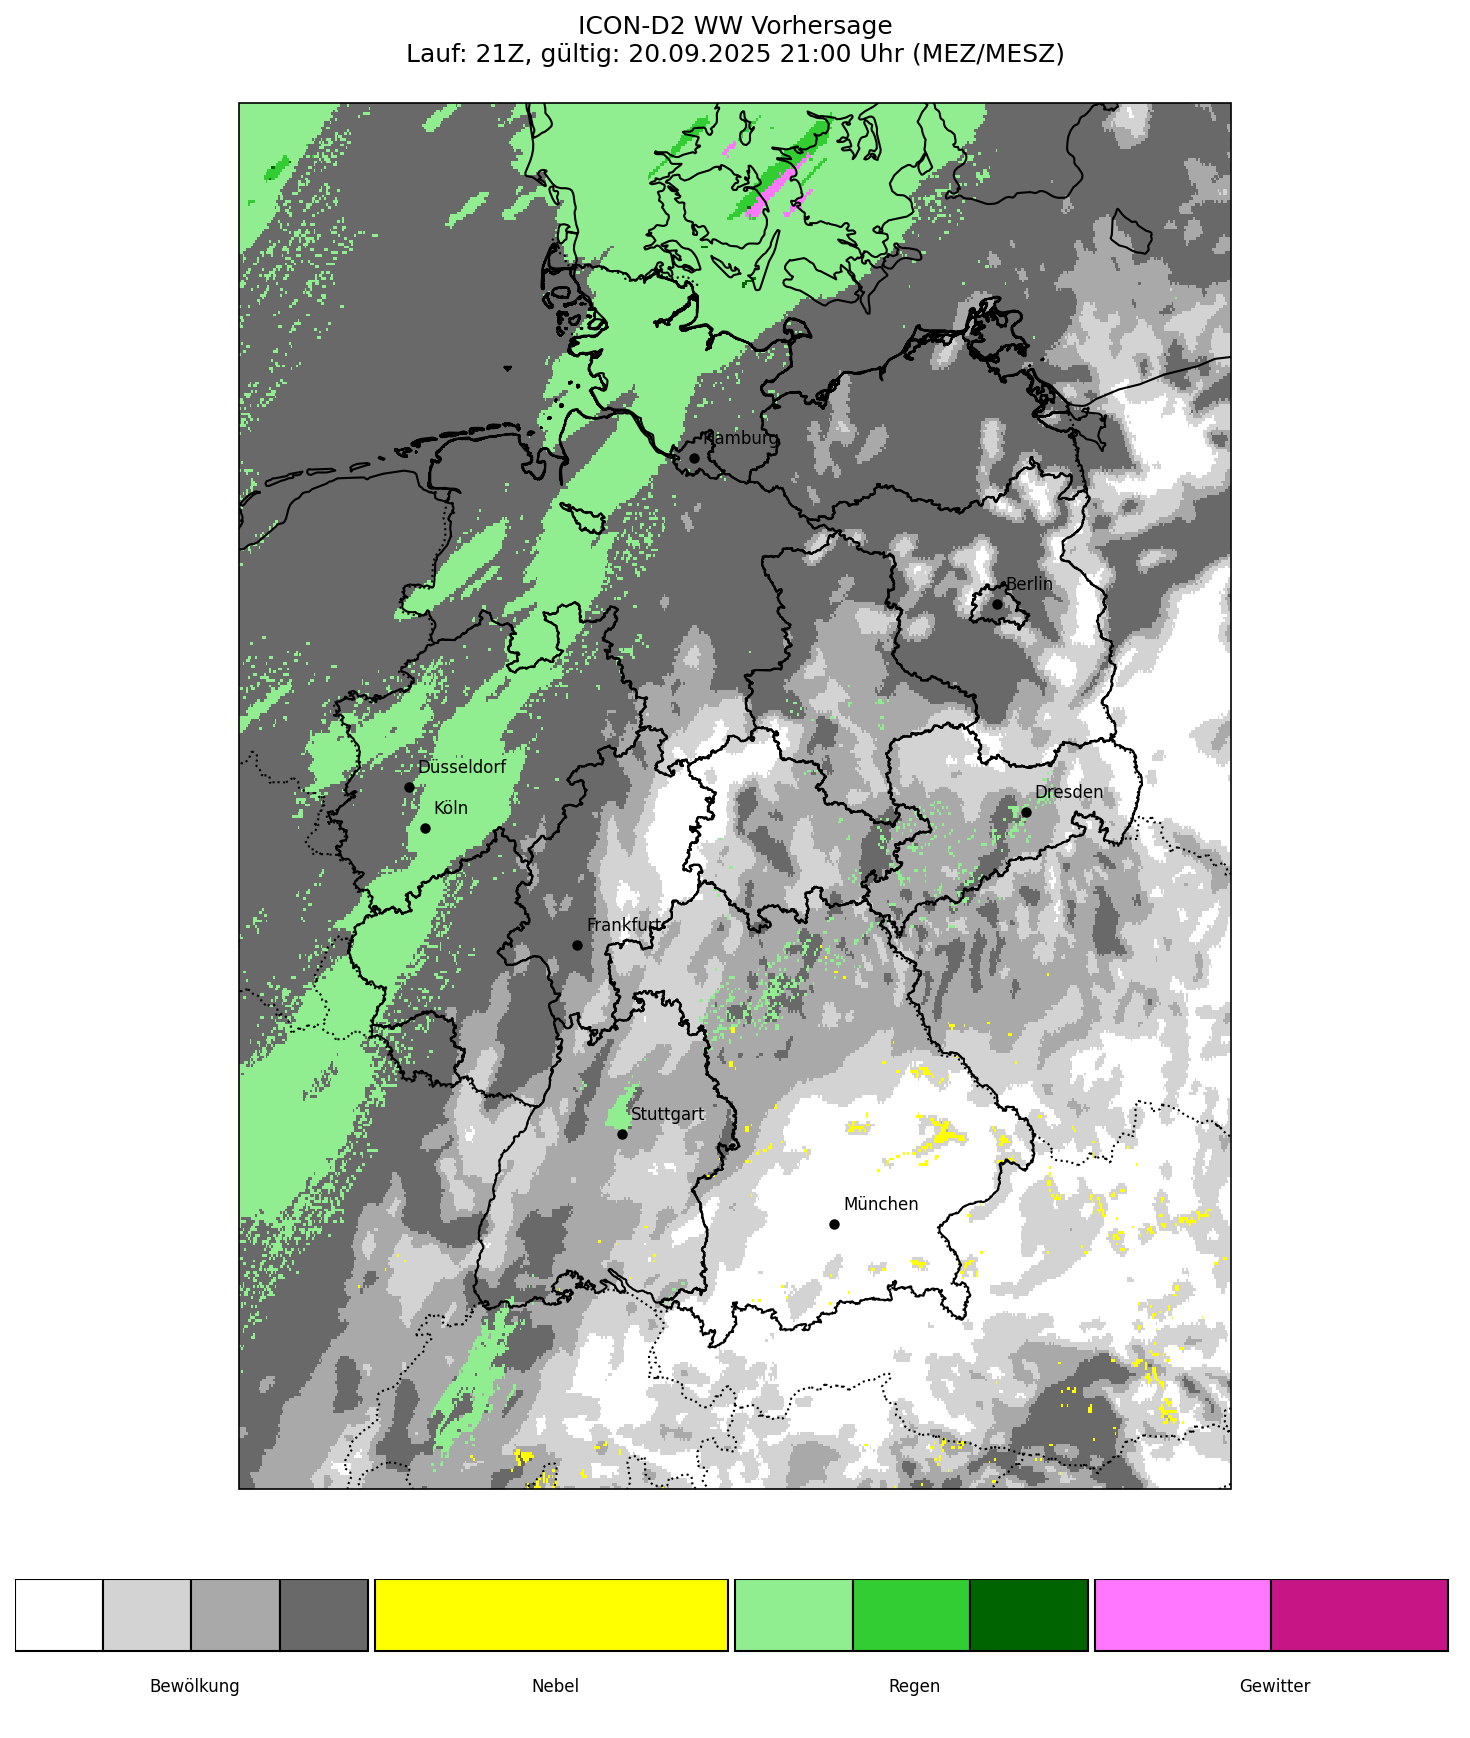 ICON-D2 WW Vorhersage
Lauf: 21Z, gültig: 20.09.2025 21:00 Uhr (MEZ/MESZ)
Hamburg
Berlin
Düsseldorf
Köln
Dresden
Frankfurt
Stuttgart
München
Bewölkung
Nebel
Regen
Gewitter